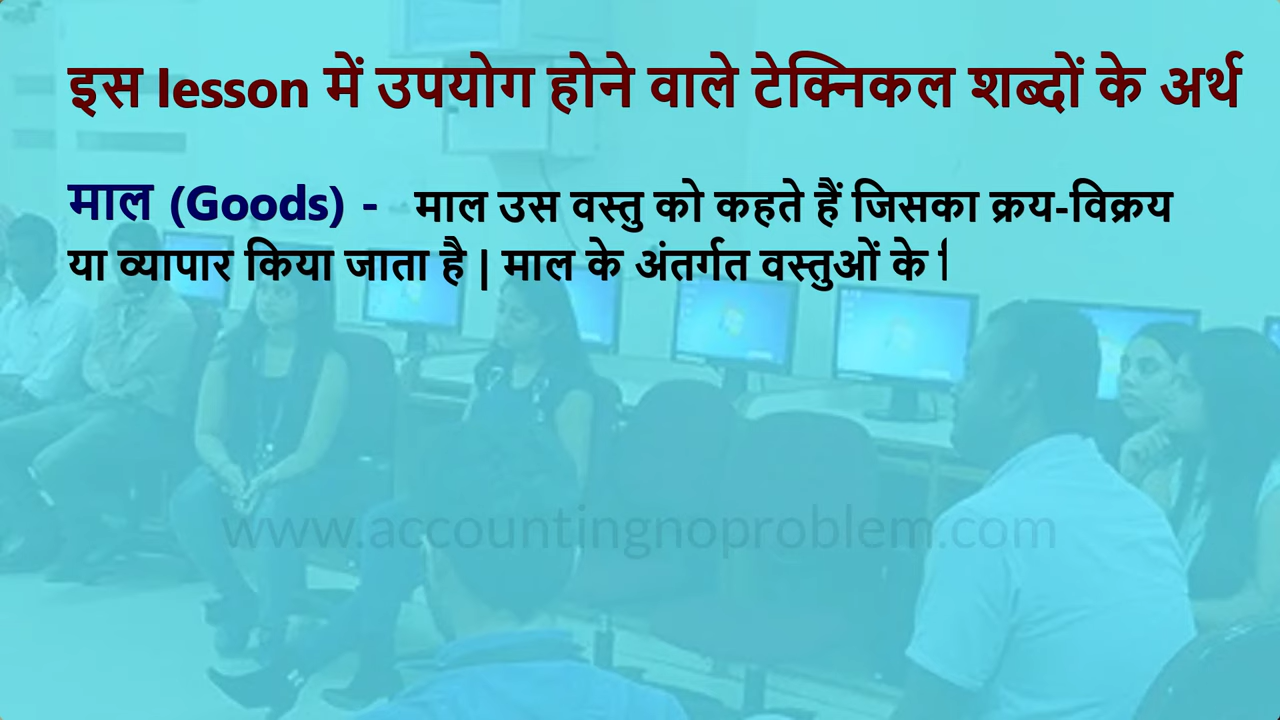 इस lesson में उपयोग होने वाले टेक्निकल शब्दों के अर्थ
माल (Goods) - माल उस वस्तु को कहते हैं जिसका क्रय-विक्रय
या व्यापार किया जाता है | माल के अंतर्गत वस्तुओं के
www.accountingnoproblem.com